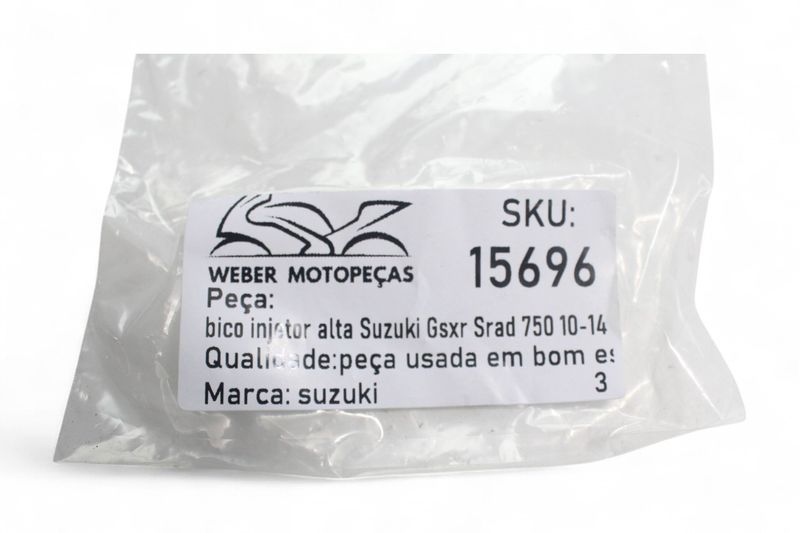 SKU:
15696
WEBER MOTOPEÇAS
Peça:
bico injetor alta Suzuki Gsxr Srad 750 10-14
Qualidade:peça usada em bom es
Marca: suzuki
3